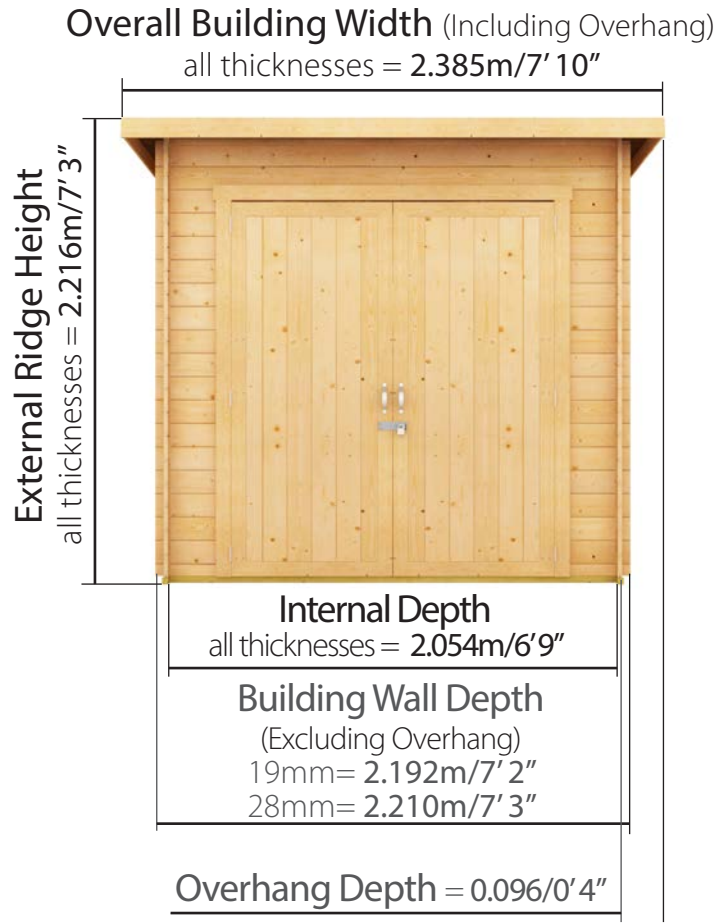 Overall Building Width (Including Overhang)
all thicknesses = 2.385m/7’ 10”
External Ridge Height
all thicknesses = 2.216m/7’ 3”
Internal Depth
all thicknesses = 2.054m/6’9”
Building Wall Depth
(Excluding Overhang)
19mm= 2.192m/7’ 2”
28mm= 2.210m/7’ 3”
Overhang Depth = 0.096/0’4”